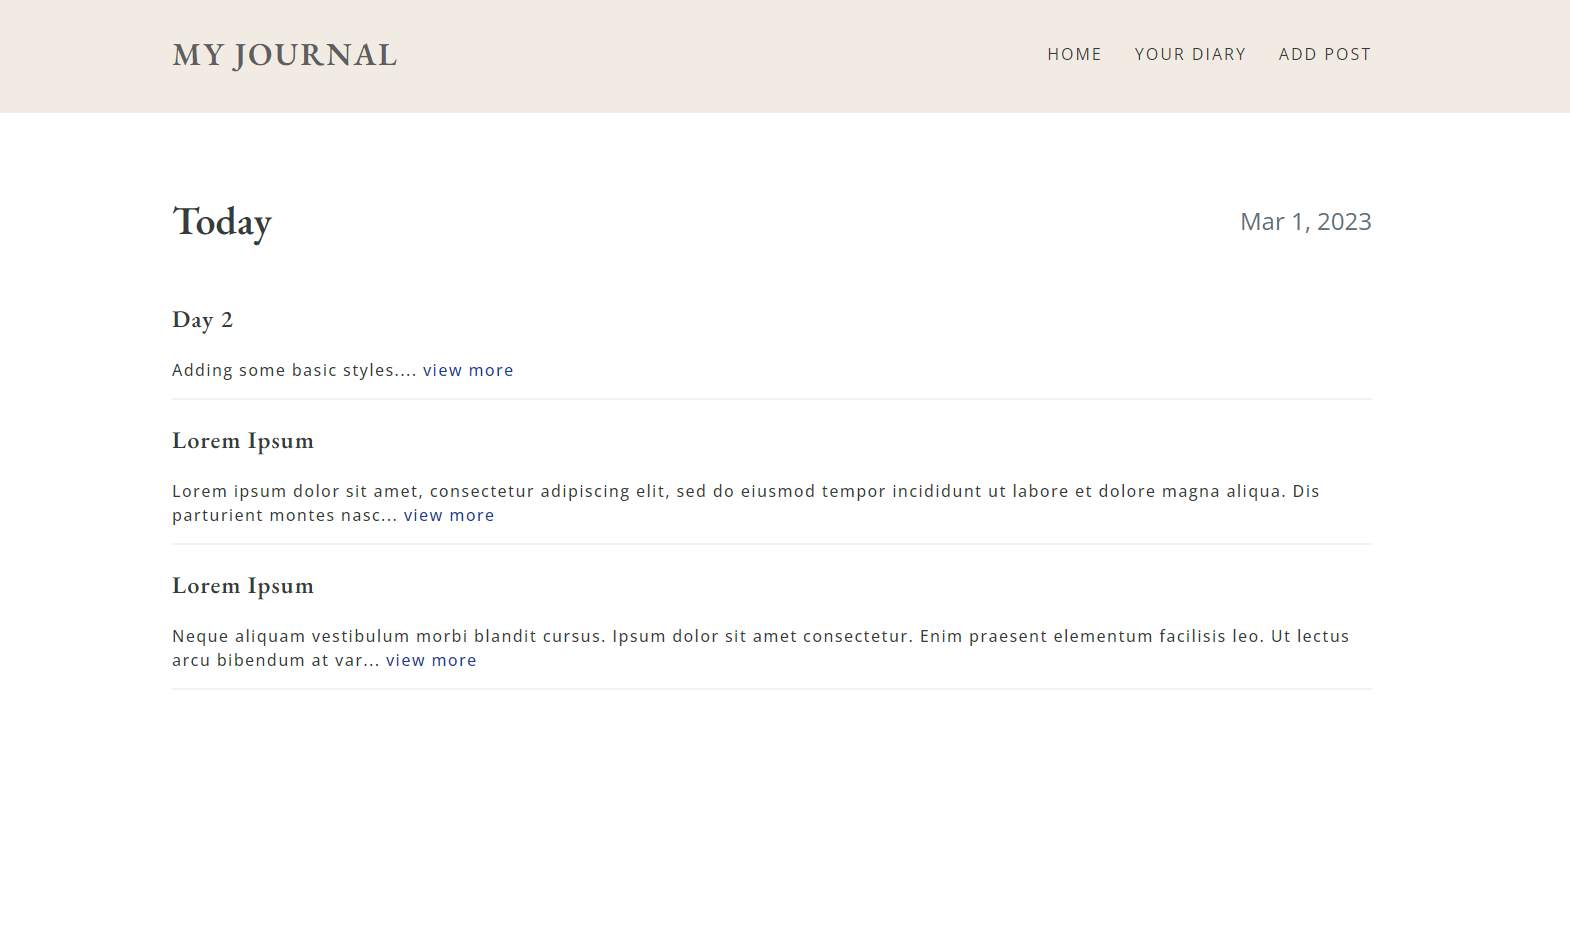 MY JOURNAL
HOME YOUR DIARY ADD POST
Today
Mar 1, 2023
Day 2
Adding some basic styles.... view more
Lorem Ipsum
Lorem ipsum dolor sit amet, consectetur adipiscing elit, sed do eiusmod tempor incididunt ut labore et dolore magna aliqua. Dis
parturient montes nasc... view more
Lorem Ipsum
Neque aliquam vestibulum morbi blandit cursus. Ipsum dolor sit amet consectetur. Enim praesent elementum facilisis leo. Ut lectus
arcu bibendum at var... view more